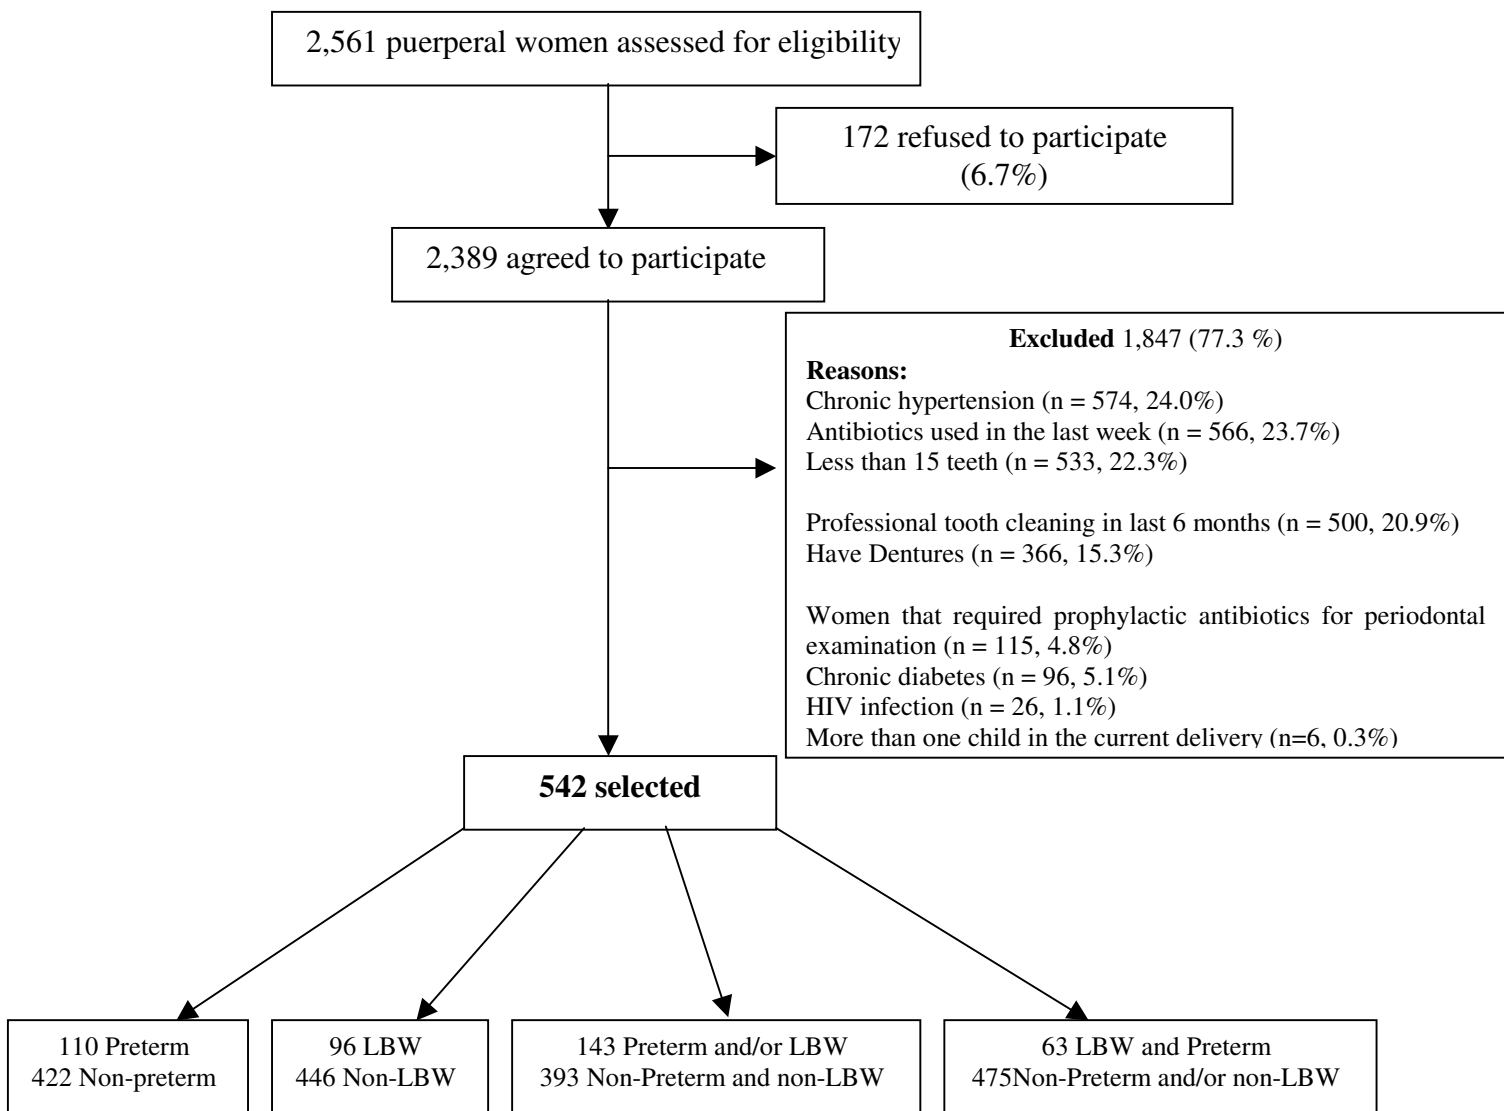 2,561 puerperal women assessed for eligibility
172 refused to participate
(6.7%)
2,389 agreed to participate
Excluded 1,847 (77.3 %)
Reasons:
Chronic hypertension (n = 574, 24.0%)
Antibiotics used in the last week (n = 566, 23.7%)
Less than 15 teeth (n = 533, 22.3%)
Professional tooth cleaning in last 6 months (n = 500, 20.9%)
Have Dentures (n = 366, 15.3%)
Women that required prophylactic antibiotics for periodontal
examination (n = 115, 4.8%)
Chronic diabetes (n = 96, 5.1%)
HIV infection (n = 26, 1.1%)
More than one child in the current delivery (n=6, 0.3%)
542 selected
110 Preterm
422 Non-preterm
96 LBW
446 Non-LBW
143 Preterm and/or LBW
393 Non-Preterm and non-LBW
63 LBW and Preterm
475Non-Preterm and/or non-LBW